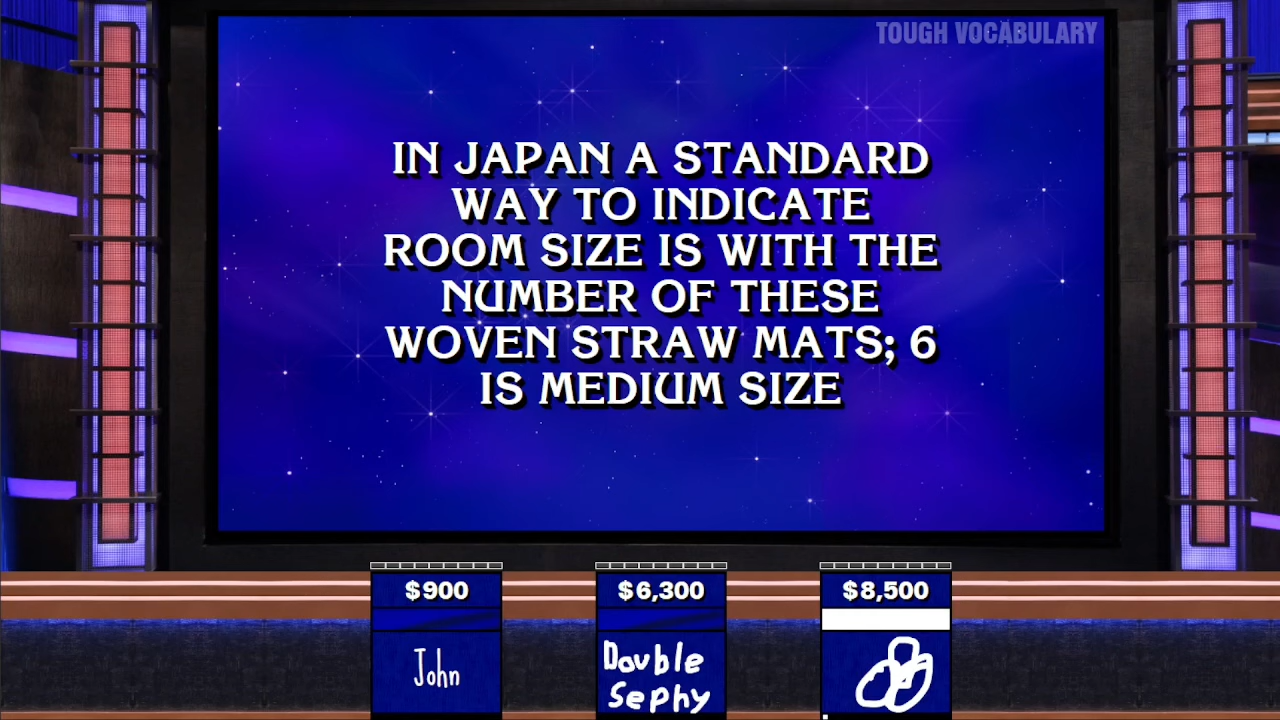 TOUGH VOCABULARY
IN JAPAN A STANDARD
WAY TO INDICATE
ROOM SIZE IS WITH THE
NUMBER OF THESE
WOVEN STRAW MATS; 6
IS MEDIUM SIZE
$900
$6,300
$8,500
John
Double
Sephy